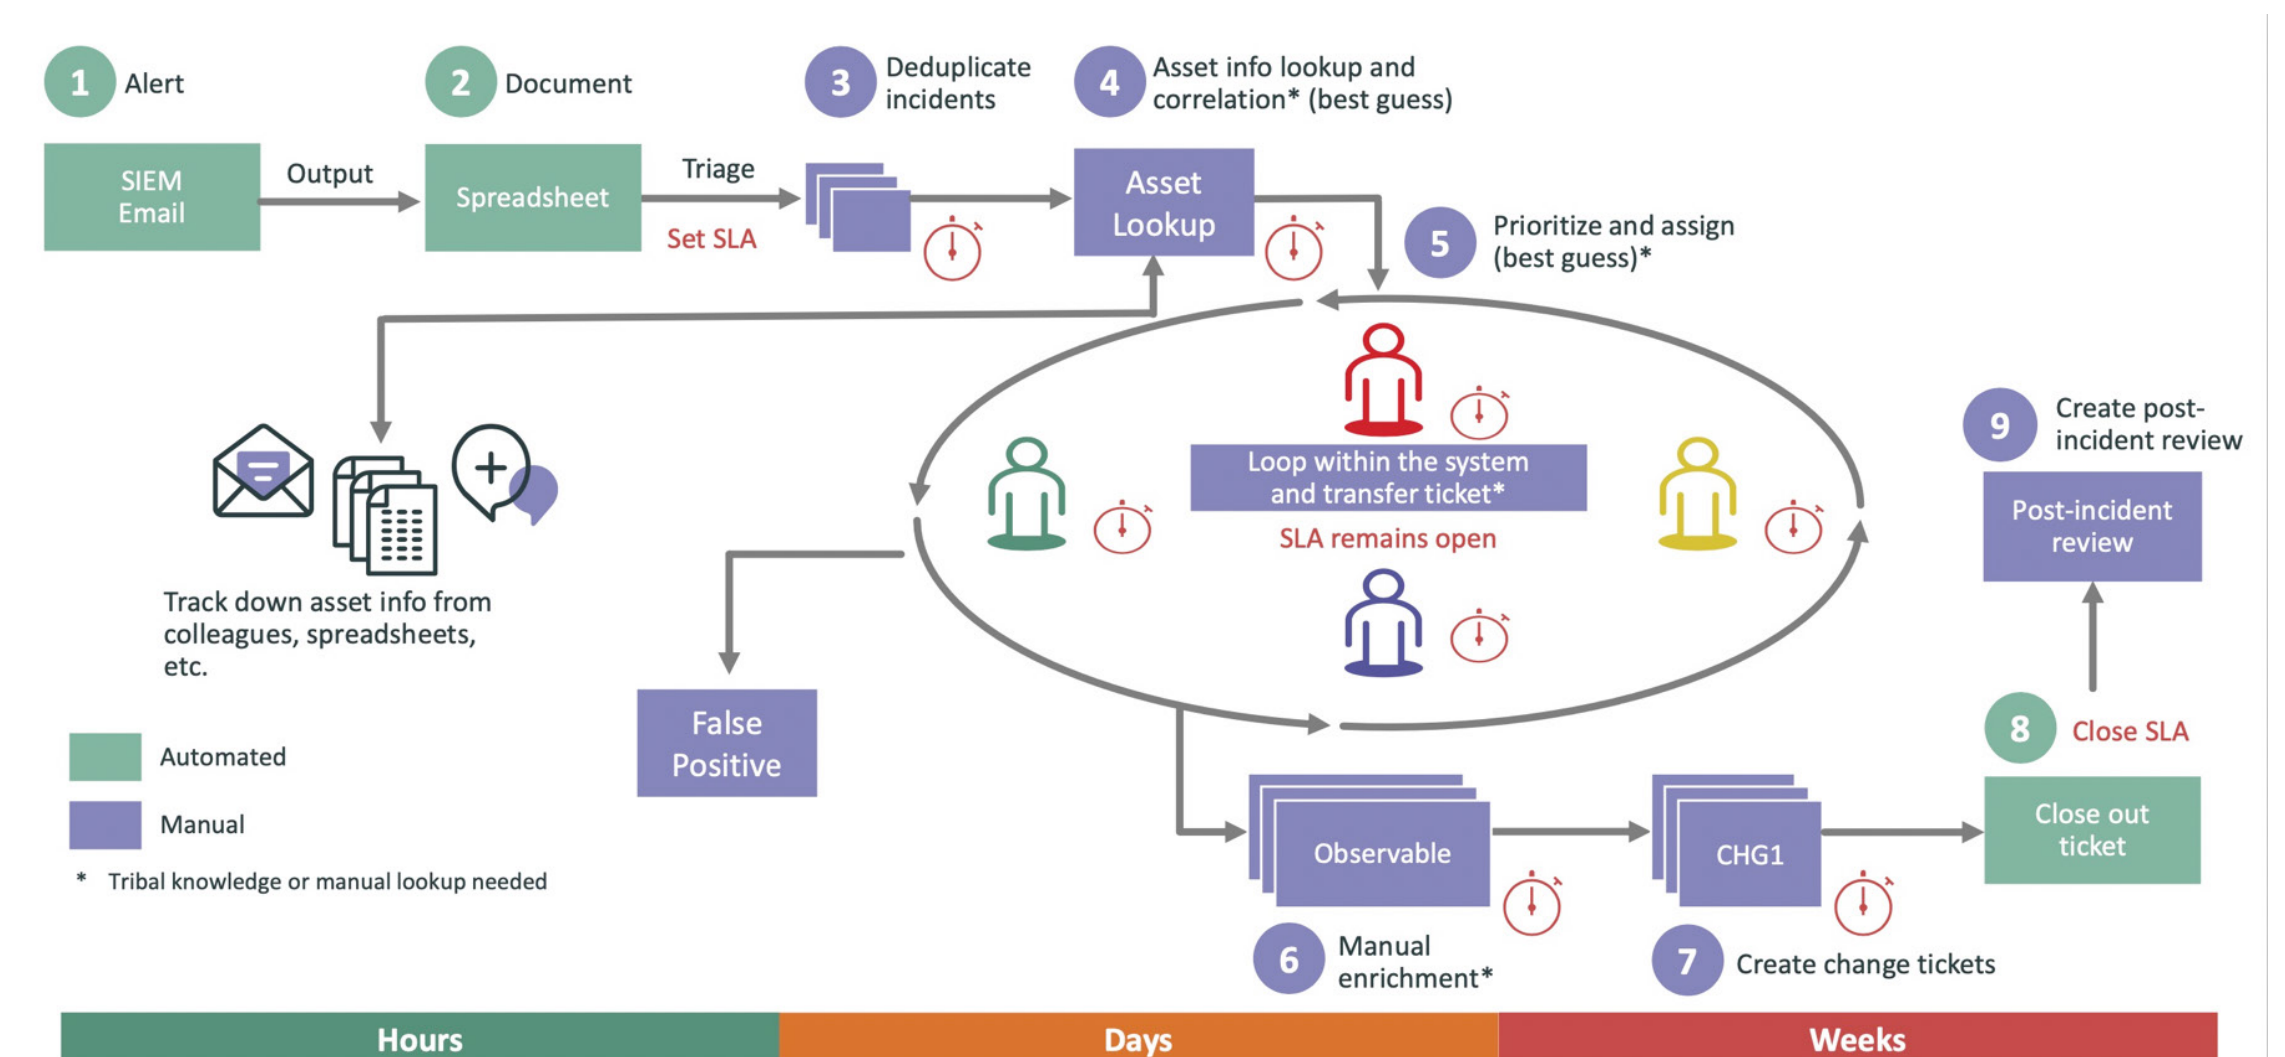 1 Alert
2 Document
3 Deduplicate
incidents
4 Asset info lookup and
correlation* (best guess)
SIEM
Email
Output
Spreadsheet
Triage
Set SLA
Asset
Lookup
5 Prioritize and assign
(best guess)*
Loop within the system
and transfer ticket*
SLA remains open
9 Create post-
incident review
Post-incident
review
Track down asset info from
colleagues, spreadsheets,
etc.
False
Positive
8 Close SLA
Close out
ticket
Observable
CHG1
6 Manual
enrichment*
7 Create change tickets
Automated
Manual
* Tribal knowledge or manual lookup needed
Hours
Days
Weeks